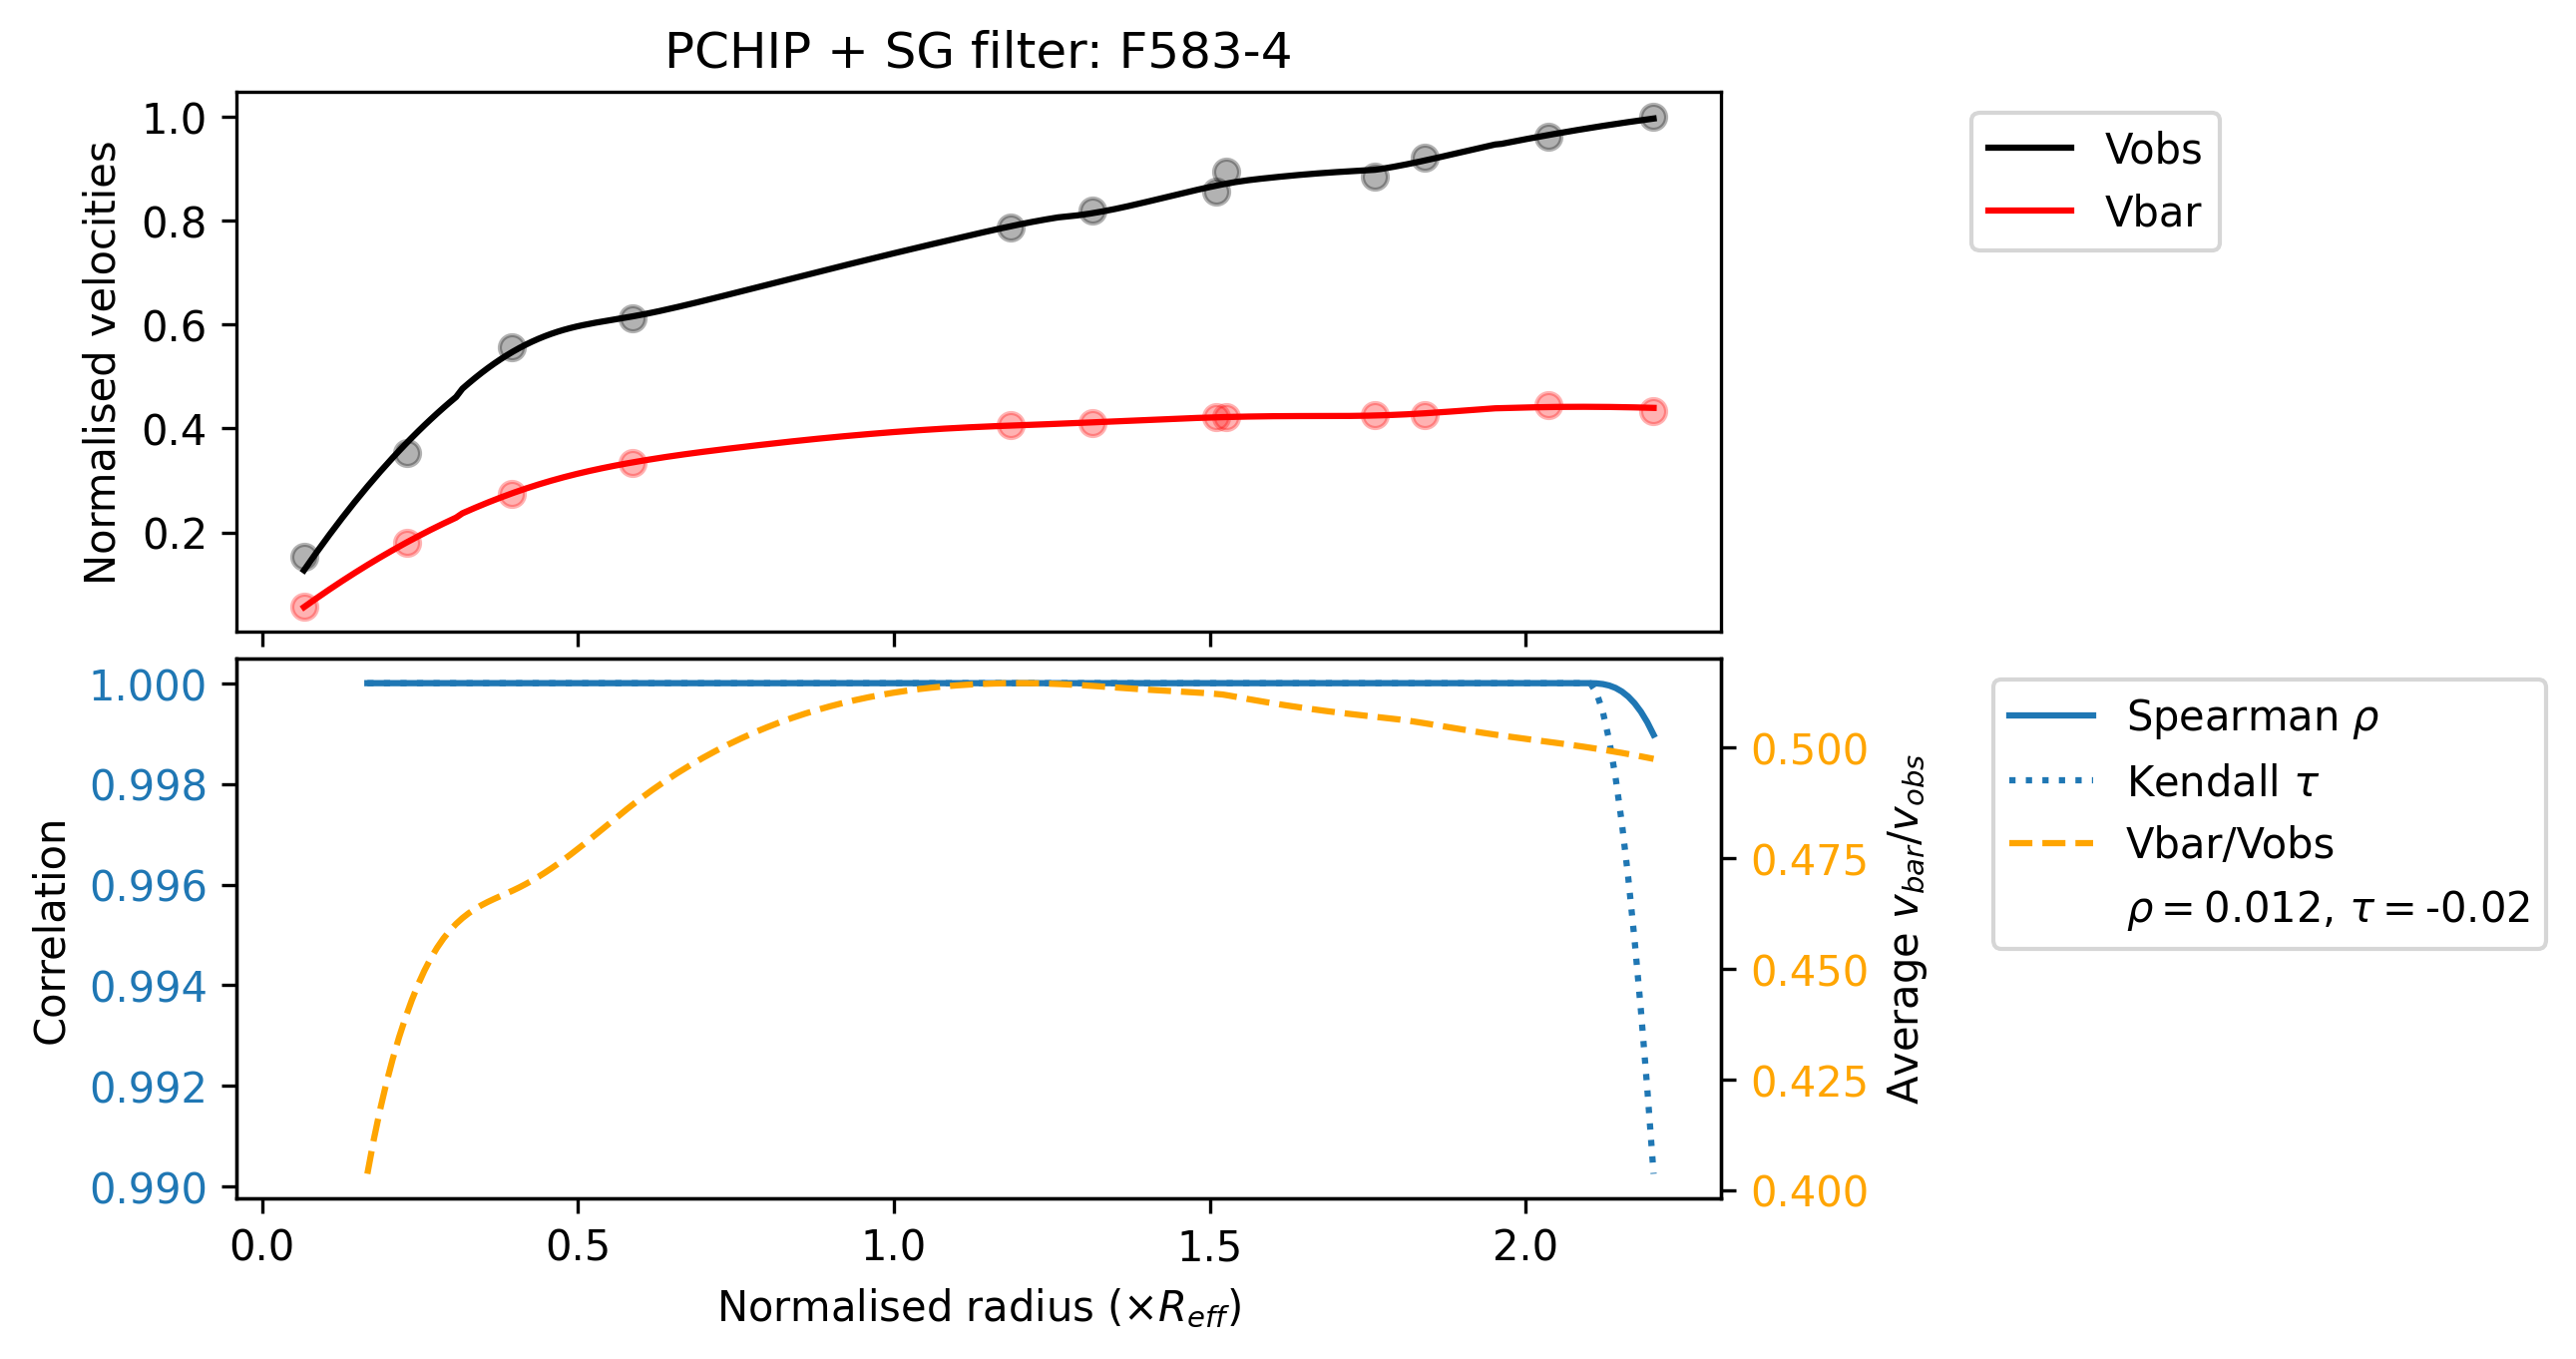 PCHIP + SG filter: F583-4
Normalised velocities
1.0
0.8
0.6
0.4
0.2
Vobs
Vbar
Correlation
1.000
0.998
0.996
0.994
0.992
0.990
0.500
0.475
0.450
0.425
0.400
Average v_bar/v_obs
Spearman ρ
Kendall τ
Vbar/Vobs
ρ = 0.012, τ = -0.02
0.0 0.5 1.0 1.5 2.0
Normalised radius (×R_eff)